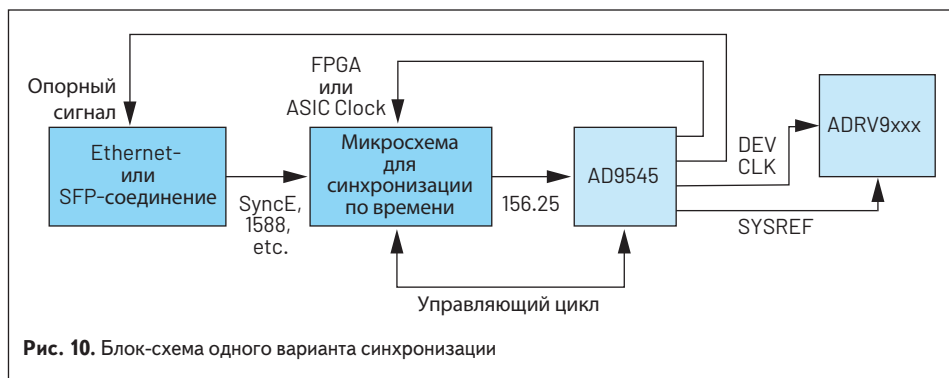 Опорный
сигнал
Ethernet-
или
SFP-соединение
SyncE,
1588,
etc.
FPGA
или
ASIC Clock
Микросхема
для
синхронизации
по времени
156.25
AD9545
DEV
CLK
SYSREF
ADRV9xxx
Управляющий цикл
Рис. 10. Блок-схема одного варианта синхронизации